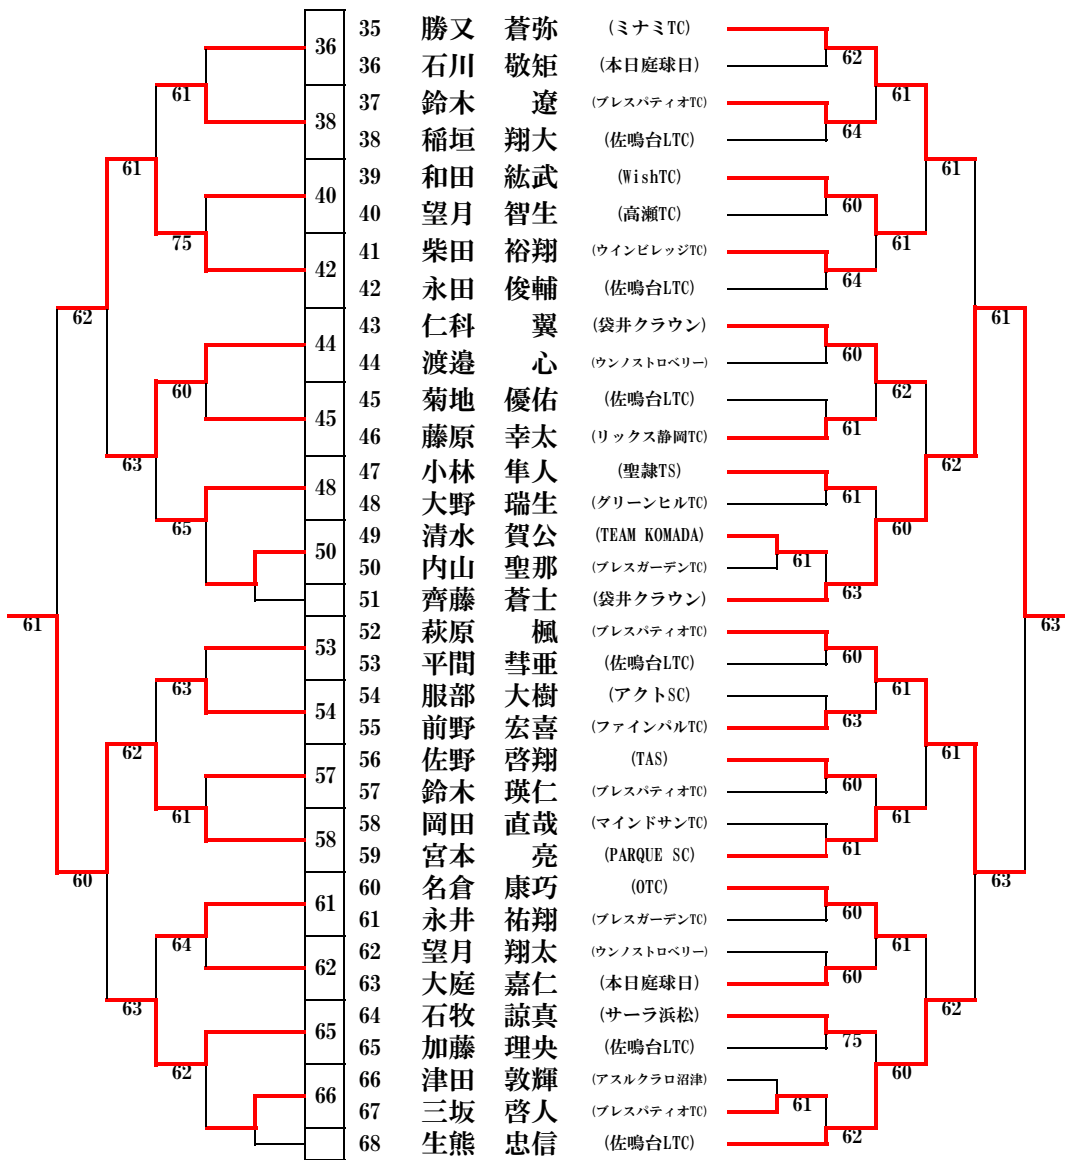 35 勝又 蒼弥 (ミナミTC)
36 62
36 石川 敬矩 (本日庭球日)
61 37 鈴木 遼 (ブレスパティオTC) 61
38 64
38 稲垣 翔大 (佐鳴台LTC)
61 61
39 和田 紘武 (WishTC)
40 60
40 望月 智生 (高瀬TC)
75 41 柴田 裕翔 (ウインビレッジTC) 61
42 64
42 永田 俊輔 (佐鳴台LTC)
62 61
43 仁科 翼 (袋井クラウン)
44 60
44 渡邉 心 (ウンノストロベリー)
60 45 菊地 優佑 (佐鳴台LTC) 62
45 61
46 藤原 幸太 (リックス静岡TC)
63 62
47 小林 隼人 (聖隷TS)
48 61
48 大野 瑞生 (グリーンヒルTC)
65 60
49 清水 賀公 (TEAM KOMADA)
50 61
50 内山 聖那 (ブレスガーデンTC)
63
51 齊藤 蒼士 (袋井クラウン)
61 63
52 萩原 楓 (ブレスパティオTC)
53 60
53 平間 彗亜 (佐鳴台LTC)
63 61
54 服部 大樹 (アクトSC)
54 63
55 前野 宏喜 (ファインパルTC)
62 61
56 佐野 啓翔 (TAS)
57 60
57 鈴木 瑛仁 (ブレスパティオTC)
61 61
58 岡田 直哉 (マインドサンTC)
58 61
59 宮本 亮 (PARQUE SC)
60 63
60 名倉 康巧 (OTC)
61 60
61 永井 祐翔 (ブレスガーデンTC)
64 61
62 望月 翔太 (ウンノストロベリー)
62 60
63 大庭 嘉仁 (本日庭球日)
63 62
64 石牧 諒真 (サーラ浜松)
65 75
65 加藤 理央 (佐鳴台LTC)
62 60
66 津田 敦輝 (アスルクラロ沼津)
66 61
67 三坂 啓人 (ブレスパティオTC)
62
68 生熊 忠信 (佐鳴台LTC)